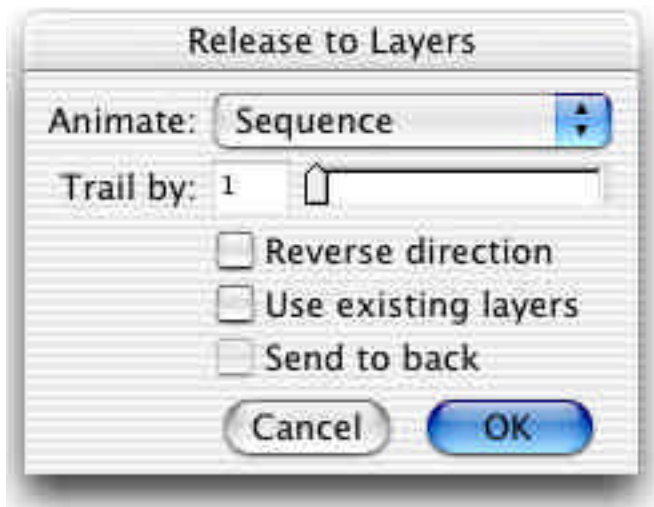 Release to Layers
Animate: Sequence
Trail by: 1
Reverse direction
Use existing layers
Send to back
Cancel OK